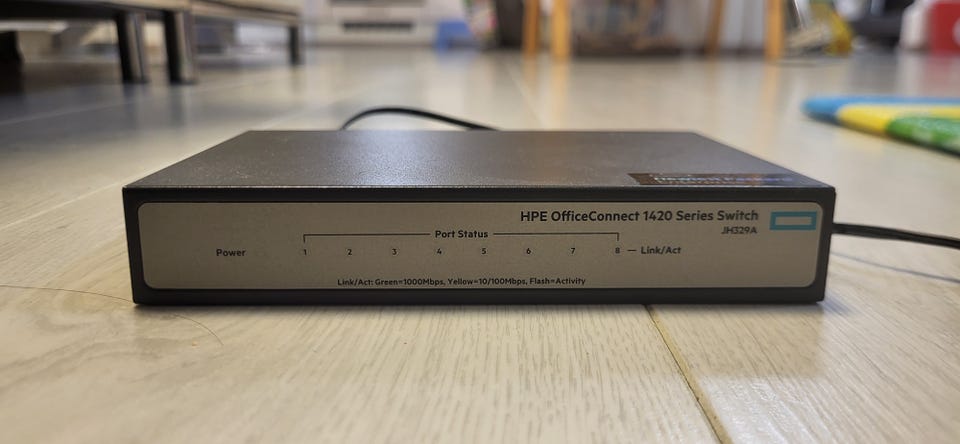 HPE OfficeConnect 1420 Series Switch
JH329A
Port Status
Power 1 2 3 4 5 6 7 8 — Link/Act
Link/Act: Green=1000Mbps, Yellow=10/100Mbps, Flash=Activity